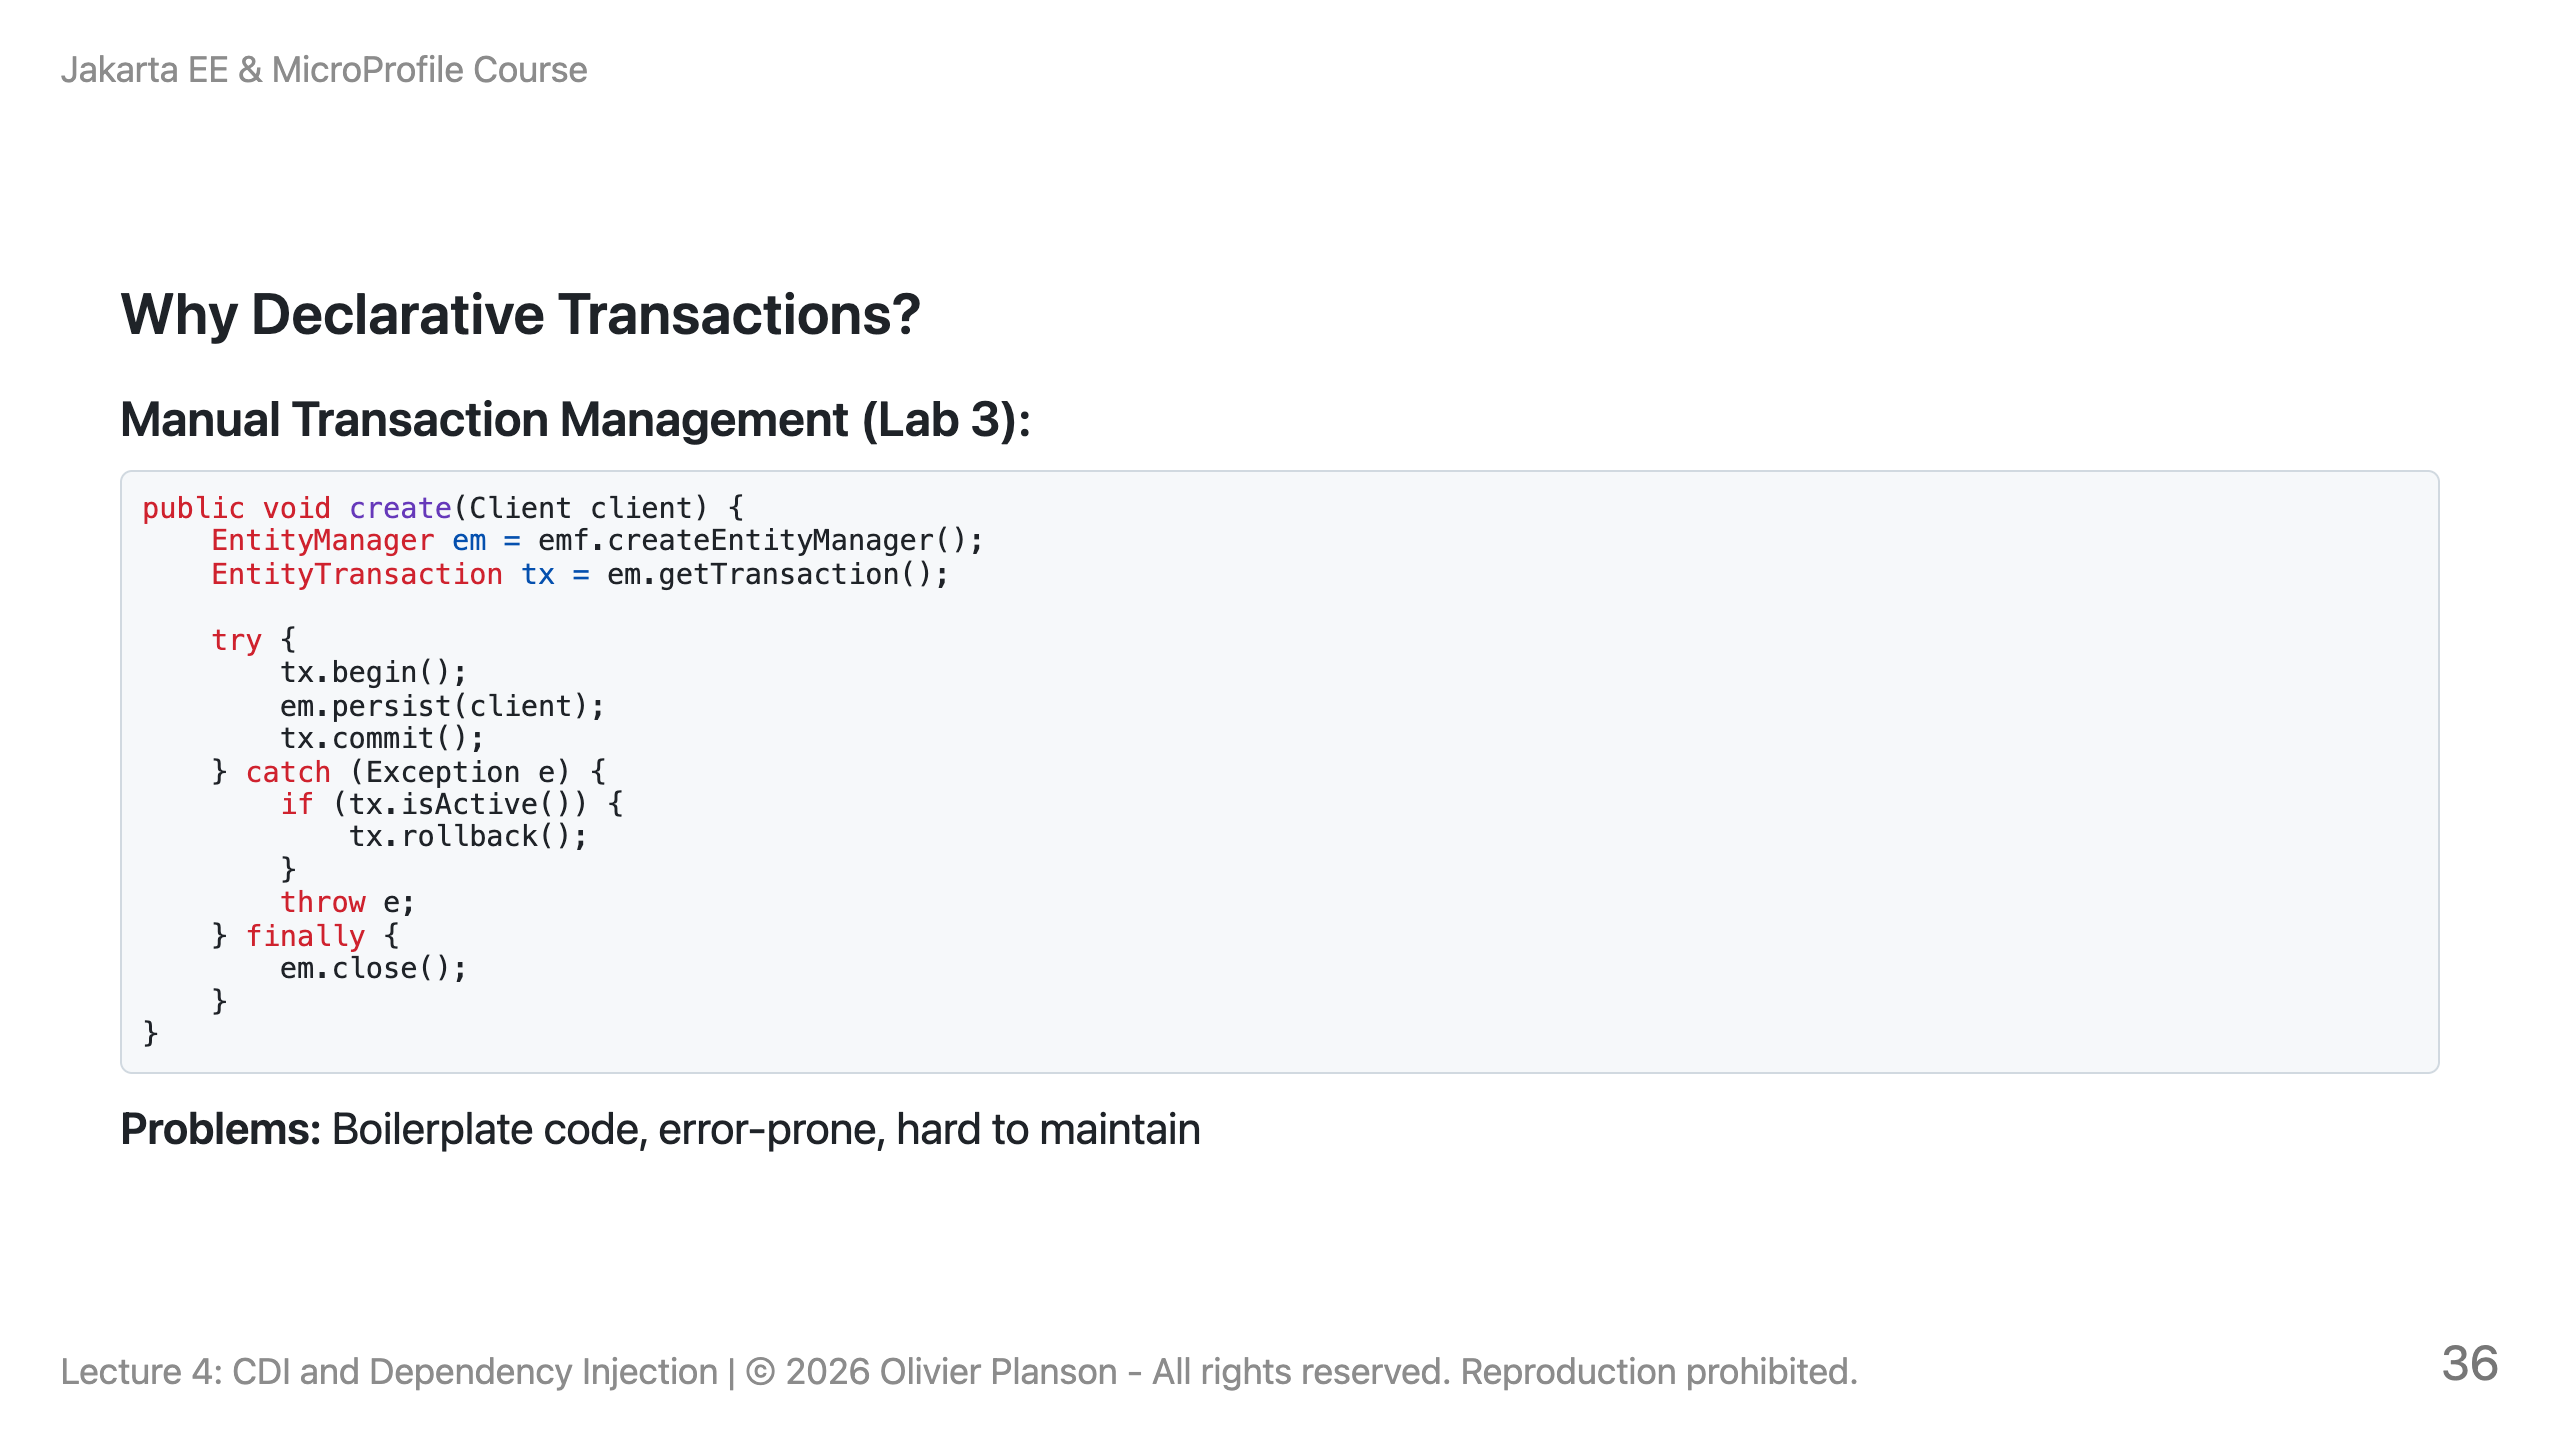 Jakarta EE & MicroProfile Course
Why Declarative Transactions?
Manual Transaction Management (Lab 3):
public void create(Client client) {
    EntityManager em = emf.createEntityManager();
    EntityTransaction tx = em.getTransaction();

    try {
        tx.begin();
        em.persist(client);
        tx.commit();
    } catch (Exception e) {
        if (tx.isActive()) {
            tx.rollback();
        }
        throw e;
    } finally {
        em.close();
    }
}
Problems: Boilerplate code, error-prone, hard to maintain
Lecture 4: CDI and Dependency Injection | © 2026 Olivier Planson - All rights reserved. Reproduction prohibited.
36